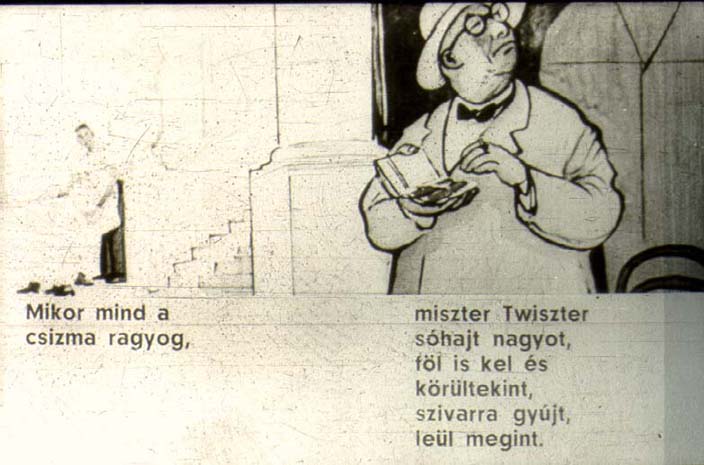 Mikor mind a
csizma ragyog,
miszter Twiszter
sóhajt nagyot,
föl is kel és
körültekint,
szivarra gyújt,
leül megint.